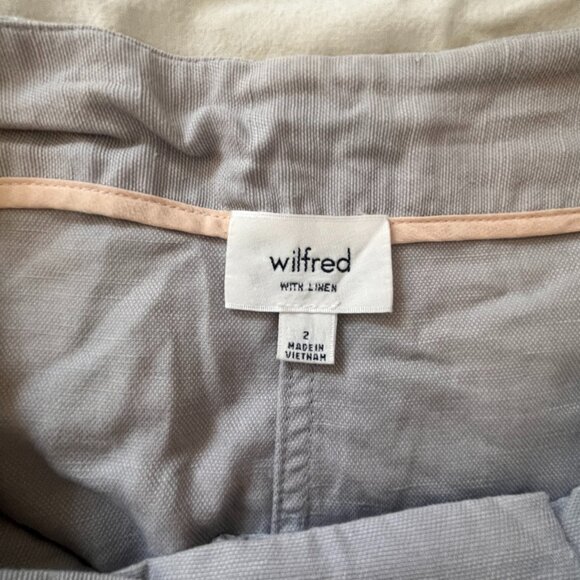 wilfred
WITH LINEN
2
MADE IN
VIETNAM